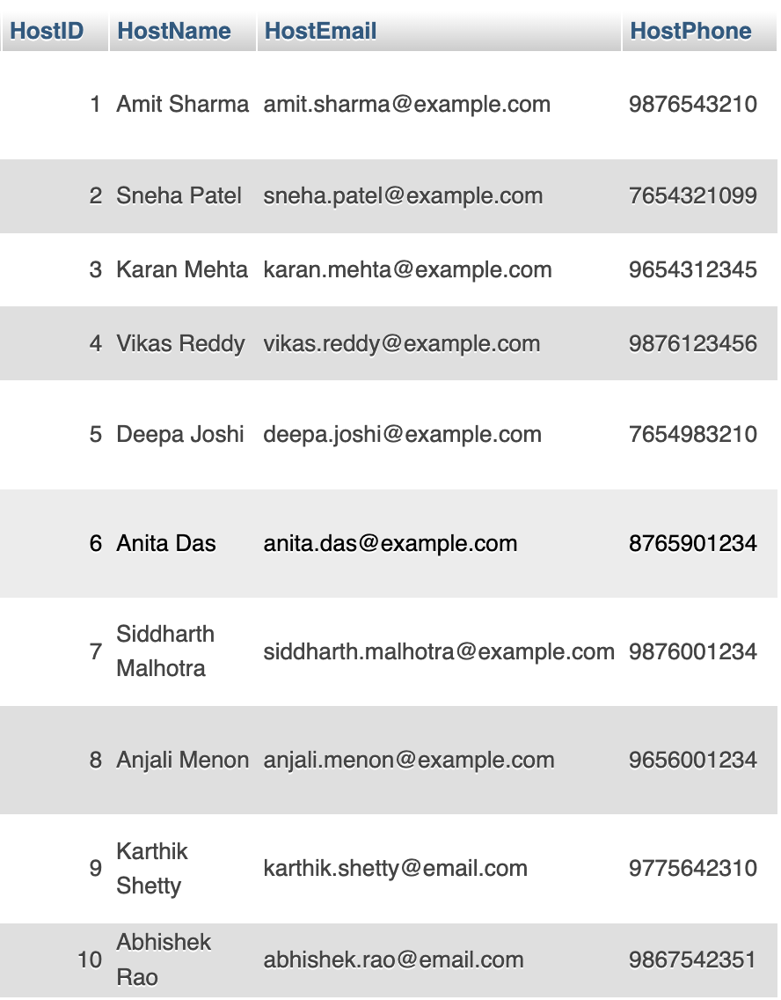 HostID HostName HostEmail HostPhone
1 Amit Sharma amit.sharma@example.com 9876543210
2 Sneha Patel sneha.patel@example.com 7654321099
3 Karan Mehta karan.mehta@example.com 9654312345
4 Vikas Reddy vikas.reddy@example.com 9876123456
5 Deepa Joshi deepa.joshi@example.com 7654983210
6 Anita Das anita.das@example.com 8765901234
7 Siddharth
Malhotra siddharth.malhotra@example.com 9876001234
8 Anjali Menon anjali.menon@example.com 9656001234
9 Karthik
Shetty karthik.shetty@email.com 9775642310
10 Abhishek
Rao abhishek.rao@email.com 9867542351